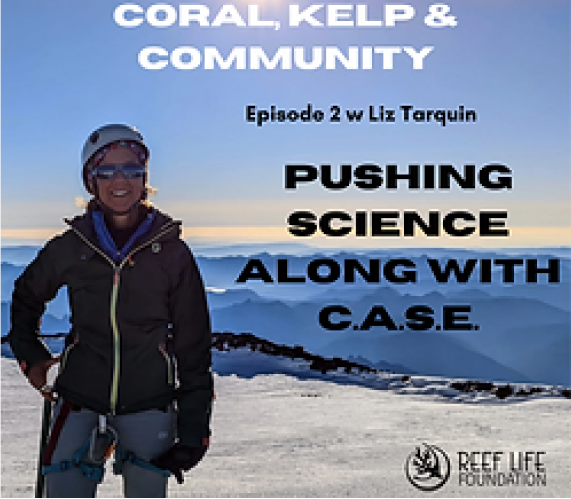 CORAL, KELP &
COMMUNITY
Episode 2 w Liz Tarquin
PUSHING
SCIENCE
ALONG WITH
C.A.S.E.
REEF LIFE
FOUNDATION